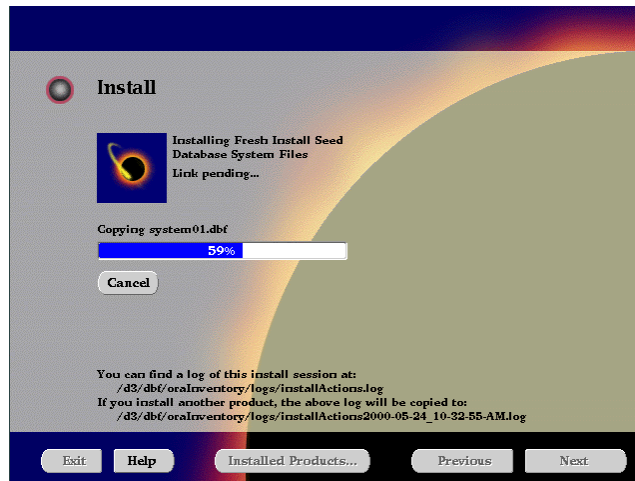 Install
Installing Fresh Install Seed
Database System Files
Link pending...
Copying system01.dbf
59%
Cancel
You can find a log of this install session at:
/d3/dbf/oraInventory/logs/installActions.log
If you install another product, the above log will be copied to:
/d3/dbf/oraInventory/logs/installActions2000-05-24_10-32-55-AM.log
Exit
Help
Installed Products...
Previous
Next